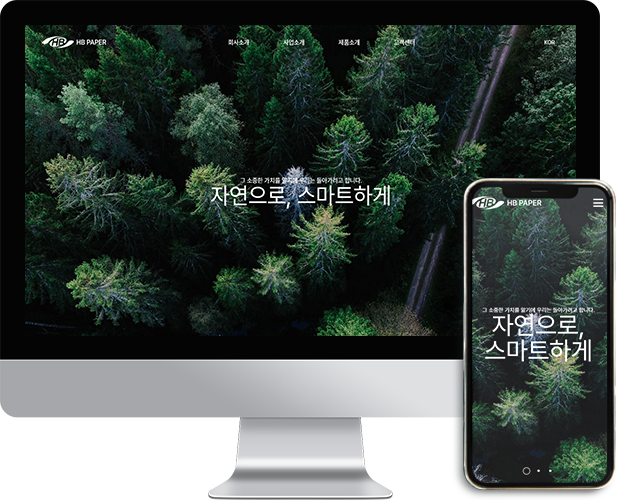 HB HB PAPER
회사소개 사업소개 제품소개 고객센터 KOR
그 소중한 가치를 알기에 우리는 돌아가려고 합니다.
자연으로, 스마트하게
HB HB PAPER
그 소중한 가치를 알기에 우리는 돌아가려고 합니다.
자연으로,
스마트하게